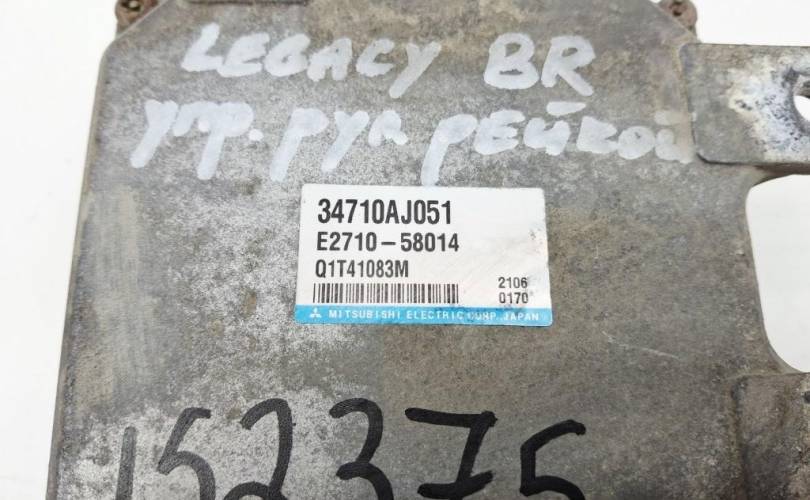 LEGACY BR
упр. рул рейкой
34710AJ051
E2710-58014
Q1T41083M
2106
0170
MITSUBISHI ELECTRIC CORP. JAPAN
152375